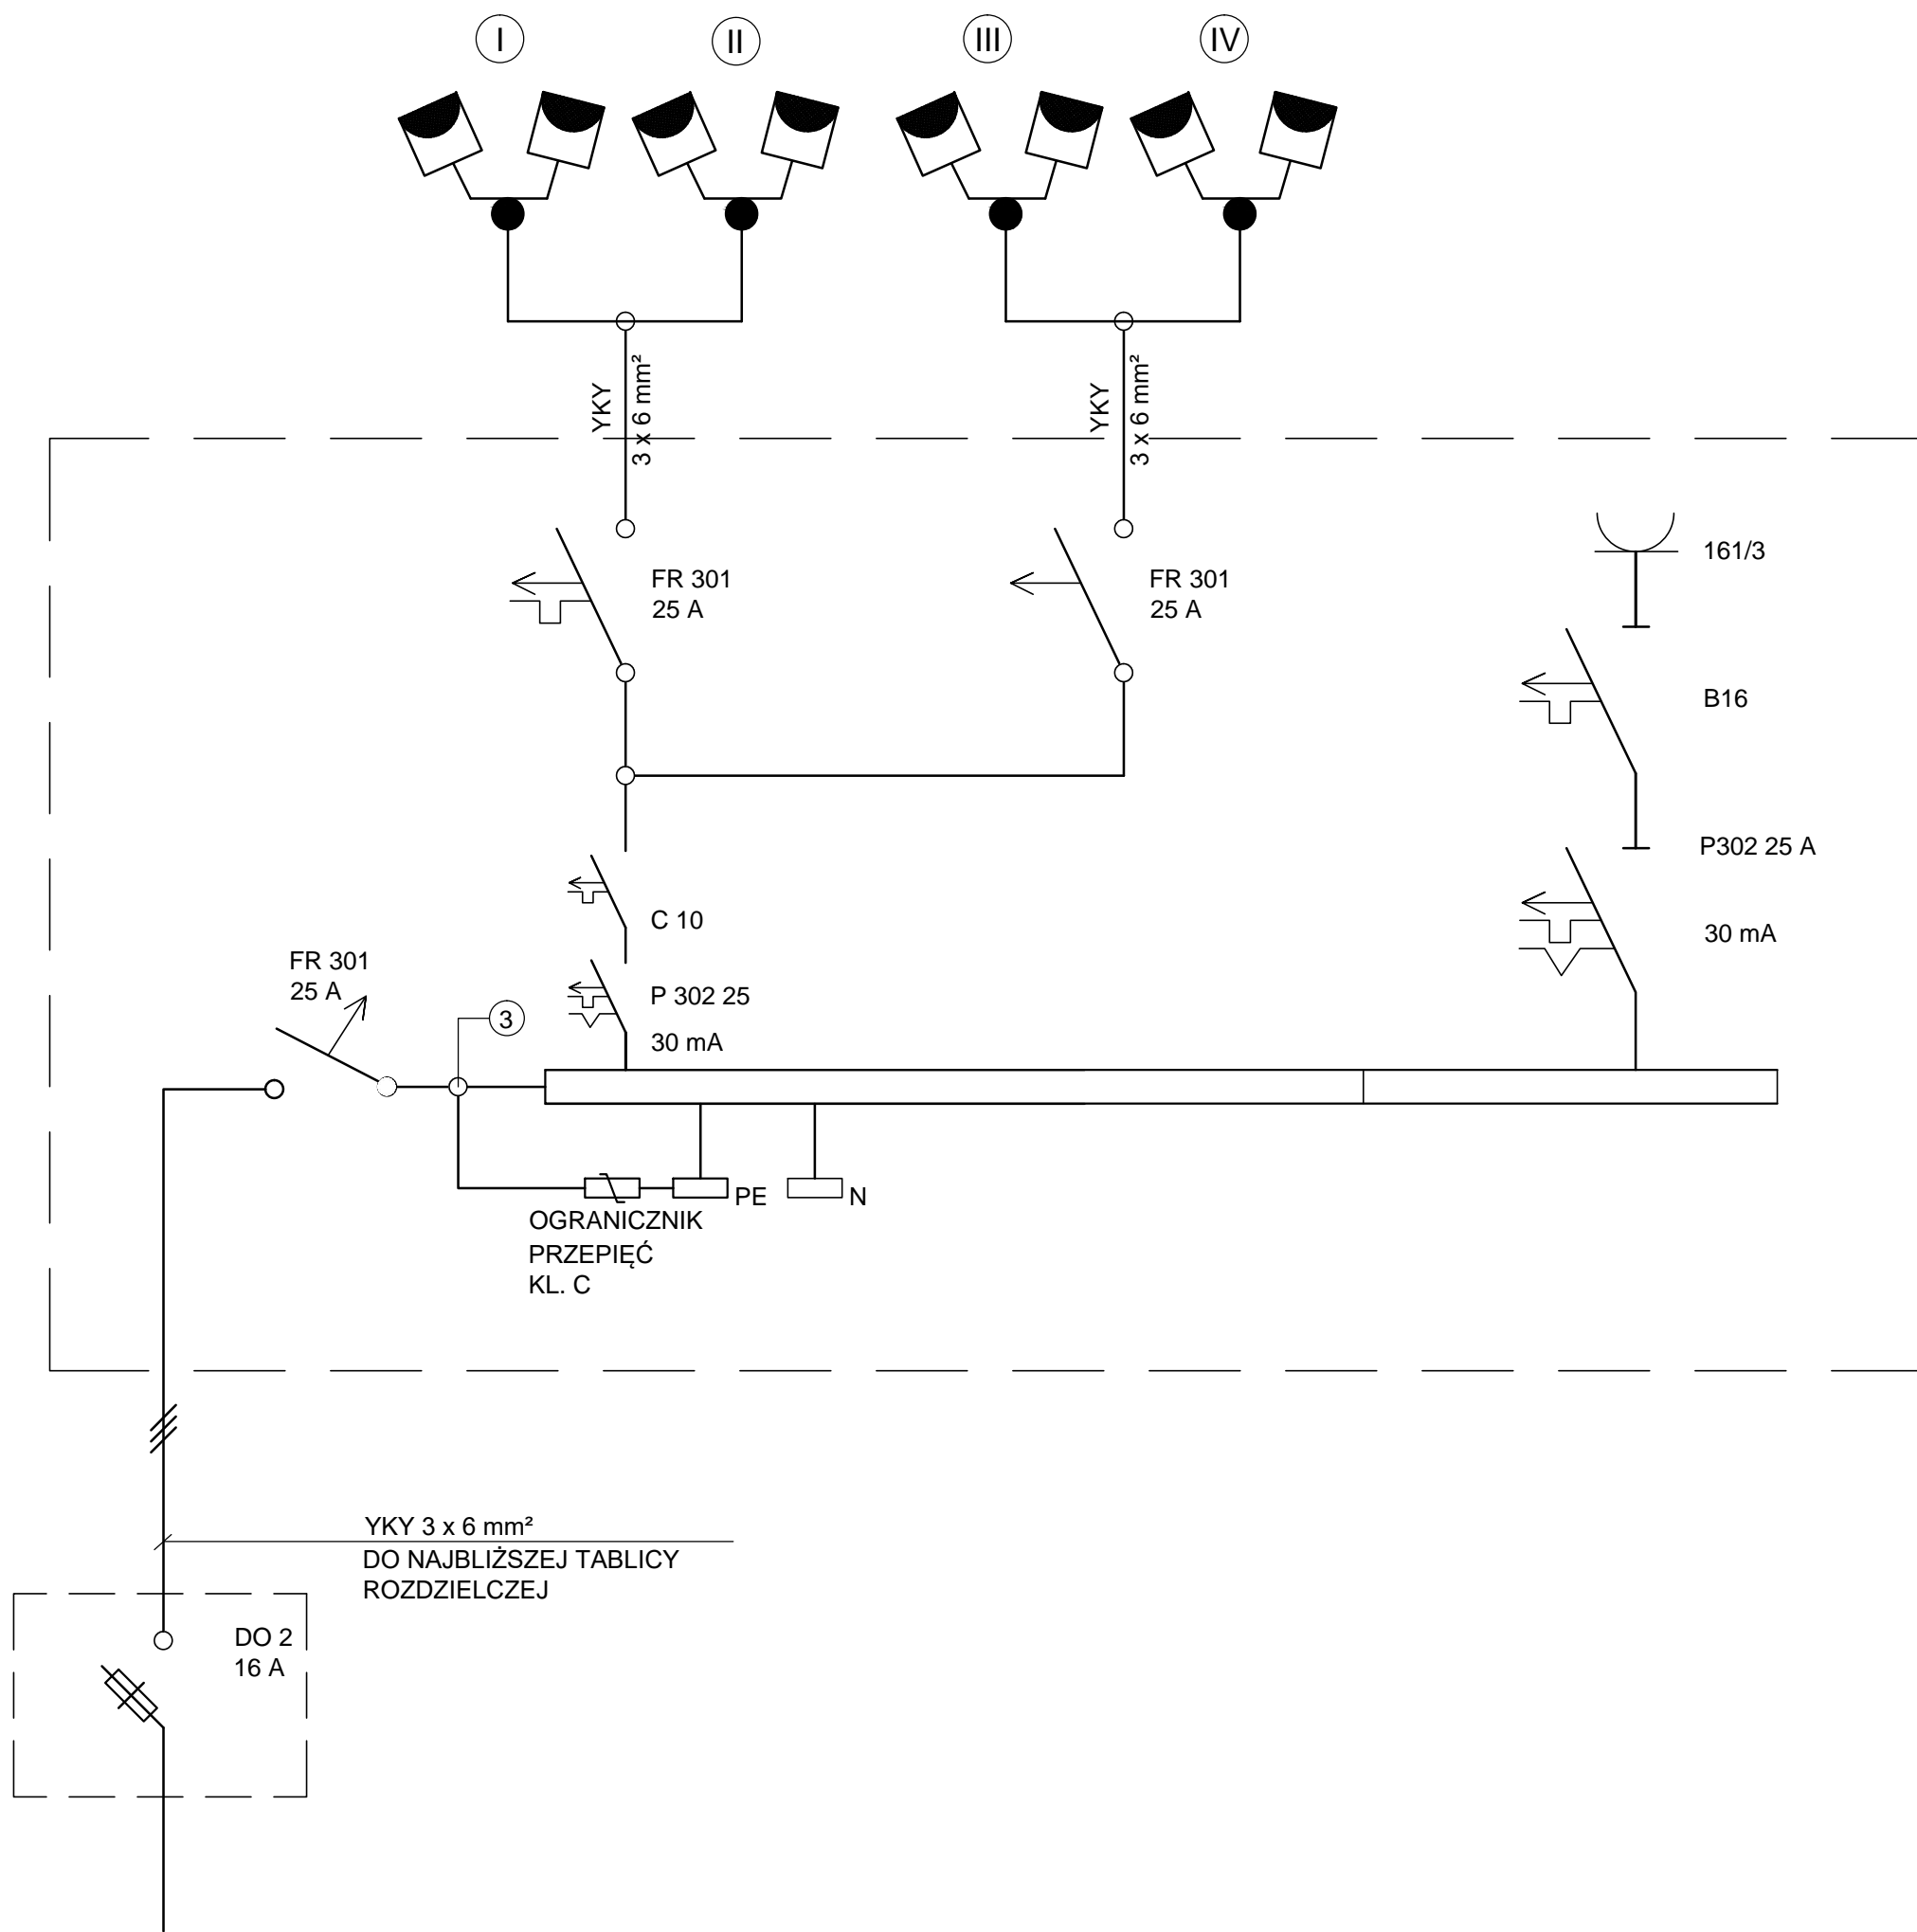 I
II
III
IV
YKY
3 x 6 mm²
YKY
3 x 6 mm²
161/3
FR 301
25 A
FR 301
25 A
B16
P302 25 A
30 mA
C 10
P 302 25
30 mA
FR 301
25 A
3
PE
N
OGRANICZNIK
PRZEPIĘĆ
KL. C
YKY 3 x 6 mm²
DO NAJBLIŻSZEJ TABLICY
ROZDZIELCZEJ
DO 2
16 A